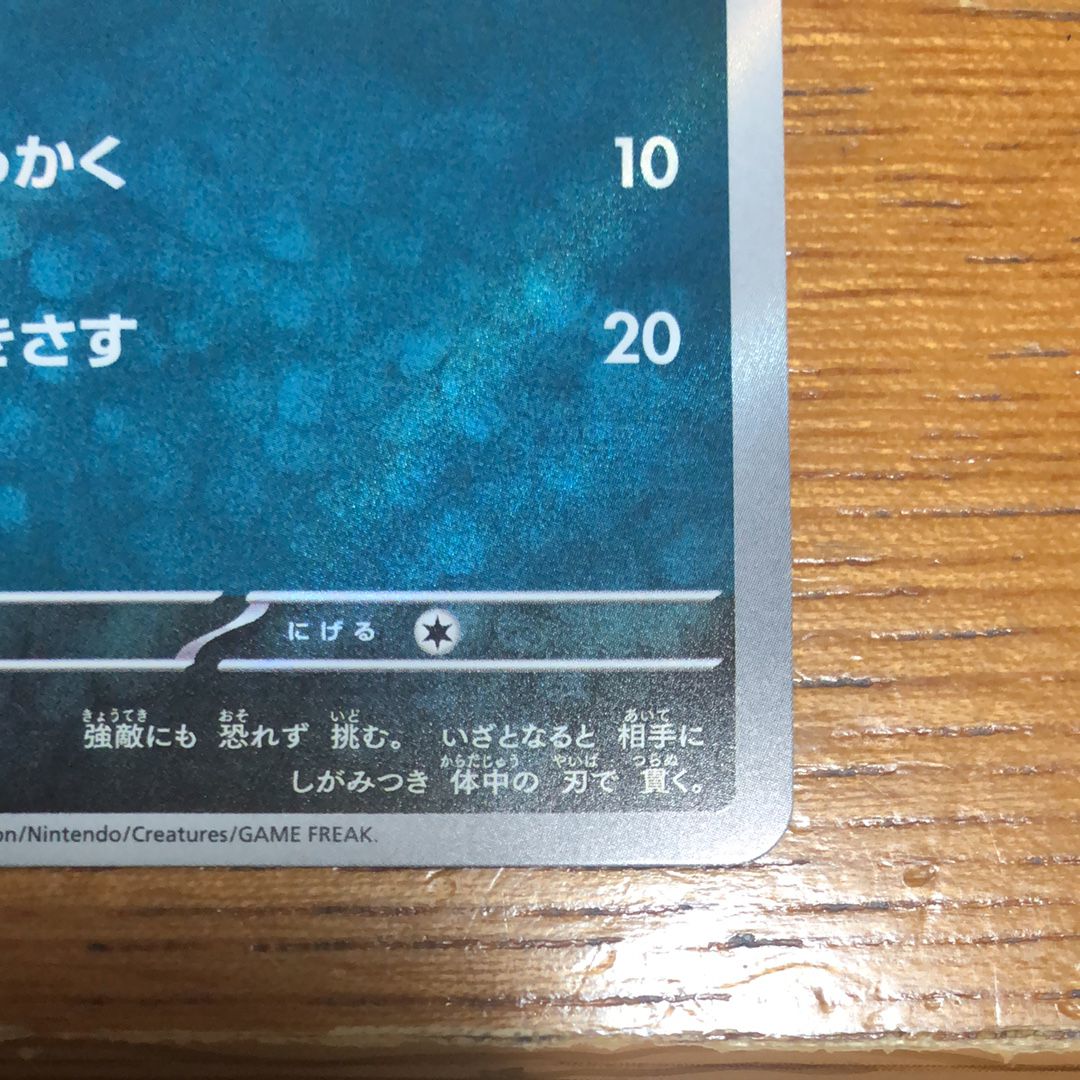 かく 10
きさす 20
にげる
強敵にも 恐れず 挑む。 いざとなると 相手に
しがみつき 体中の 刃で 貫く。
on/Nintendo/Creatures/GAME FREAK.